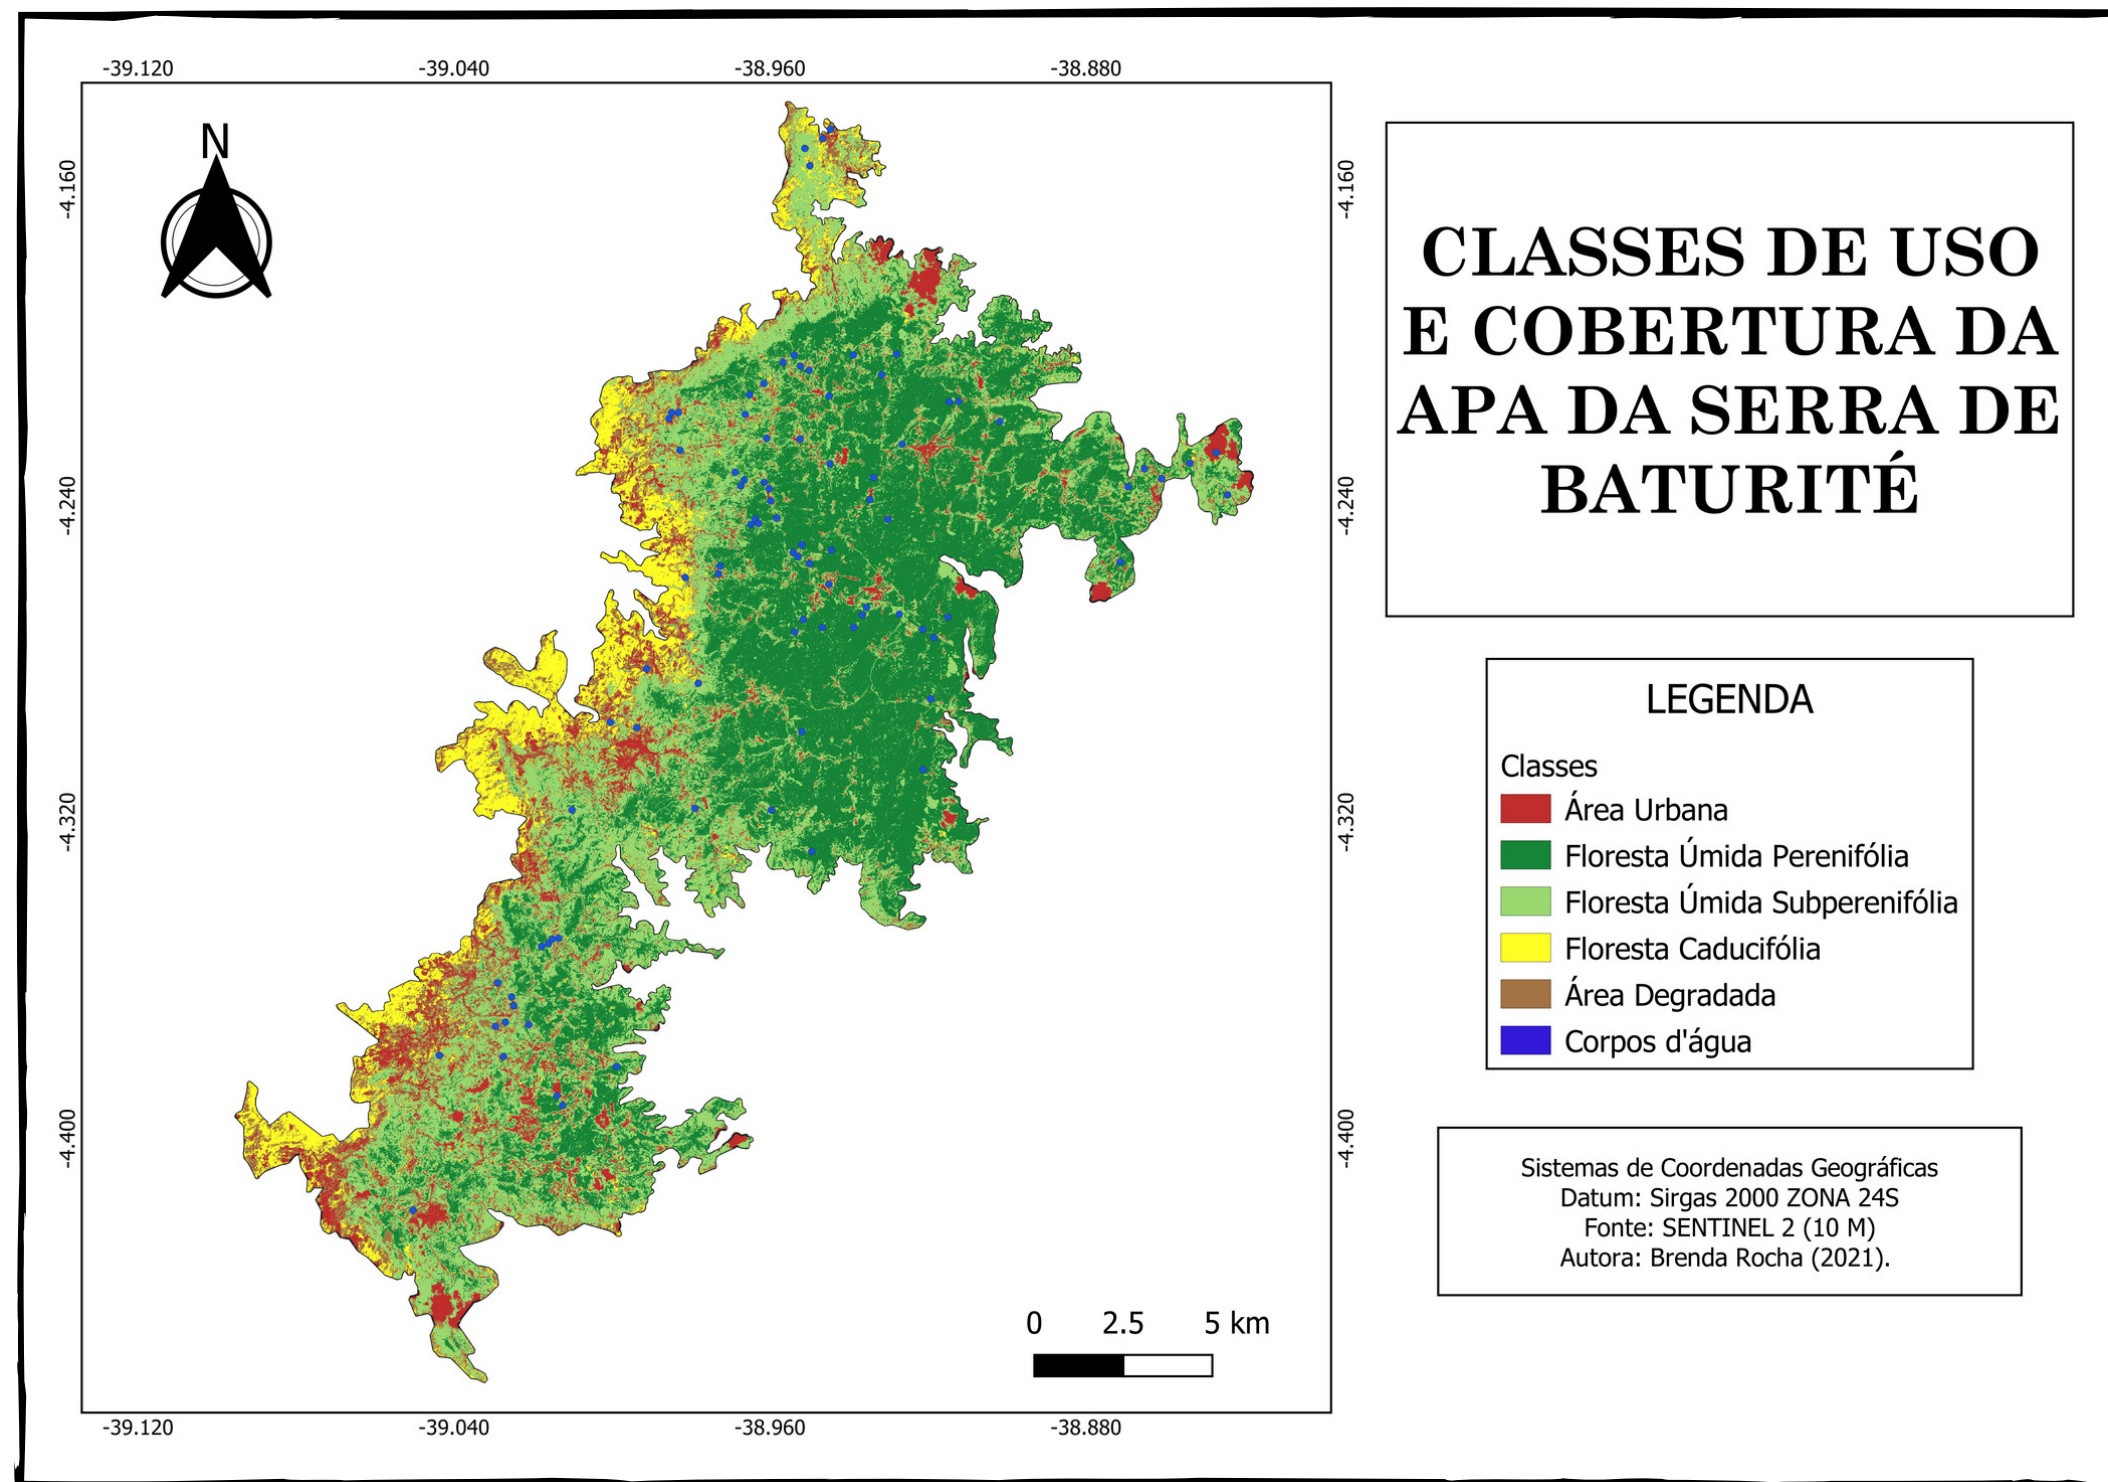 -39.120 -39.040 -38.960 -38.880
N
-4.160 -4.160
-4.240 -4.240
-4.320 -4.320
-4.400 -4.400
0 2.5 5 km
-39.120 -39.040 -38.960 -38.880
CLASSES DE USO
E COBERTURA DA
APA DA SERRA DE
BATURITÉ
LEGENDA
Classes
Área Urbana
Floresta Úmida Perenifólia
Floresta Úmida Subperenifólia
Floresta Caducifólia
Área Degradada
Corpos d'água
Sistemas de Coordenadas Geográficas
Datum: Sirgas 2000 ZONA 24S
Fonte: SENTINEL 2 (10 M)
Autora: Brenda Rocha (2021).